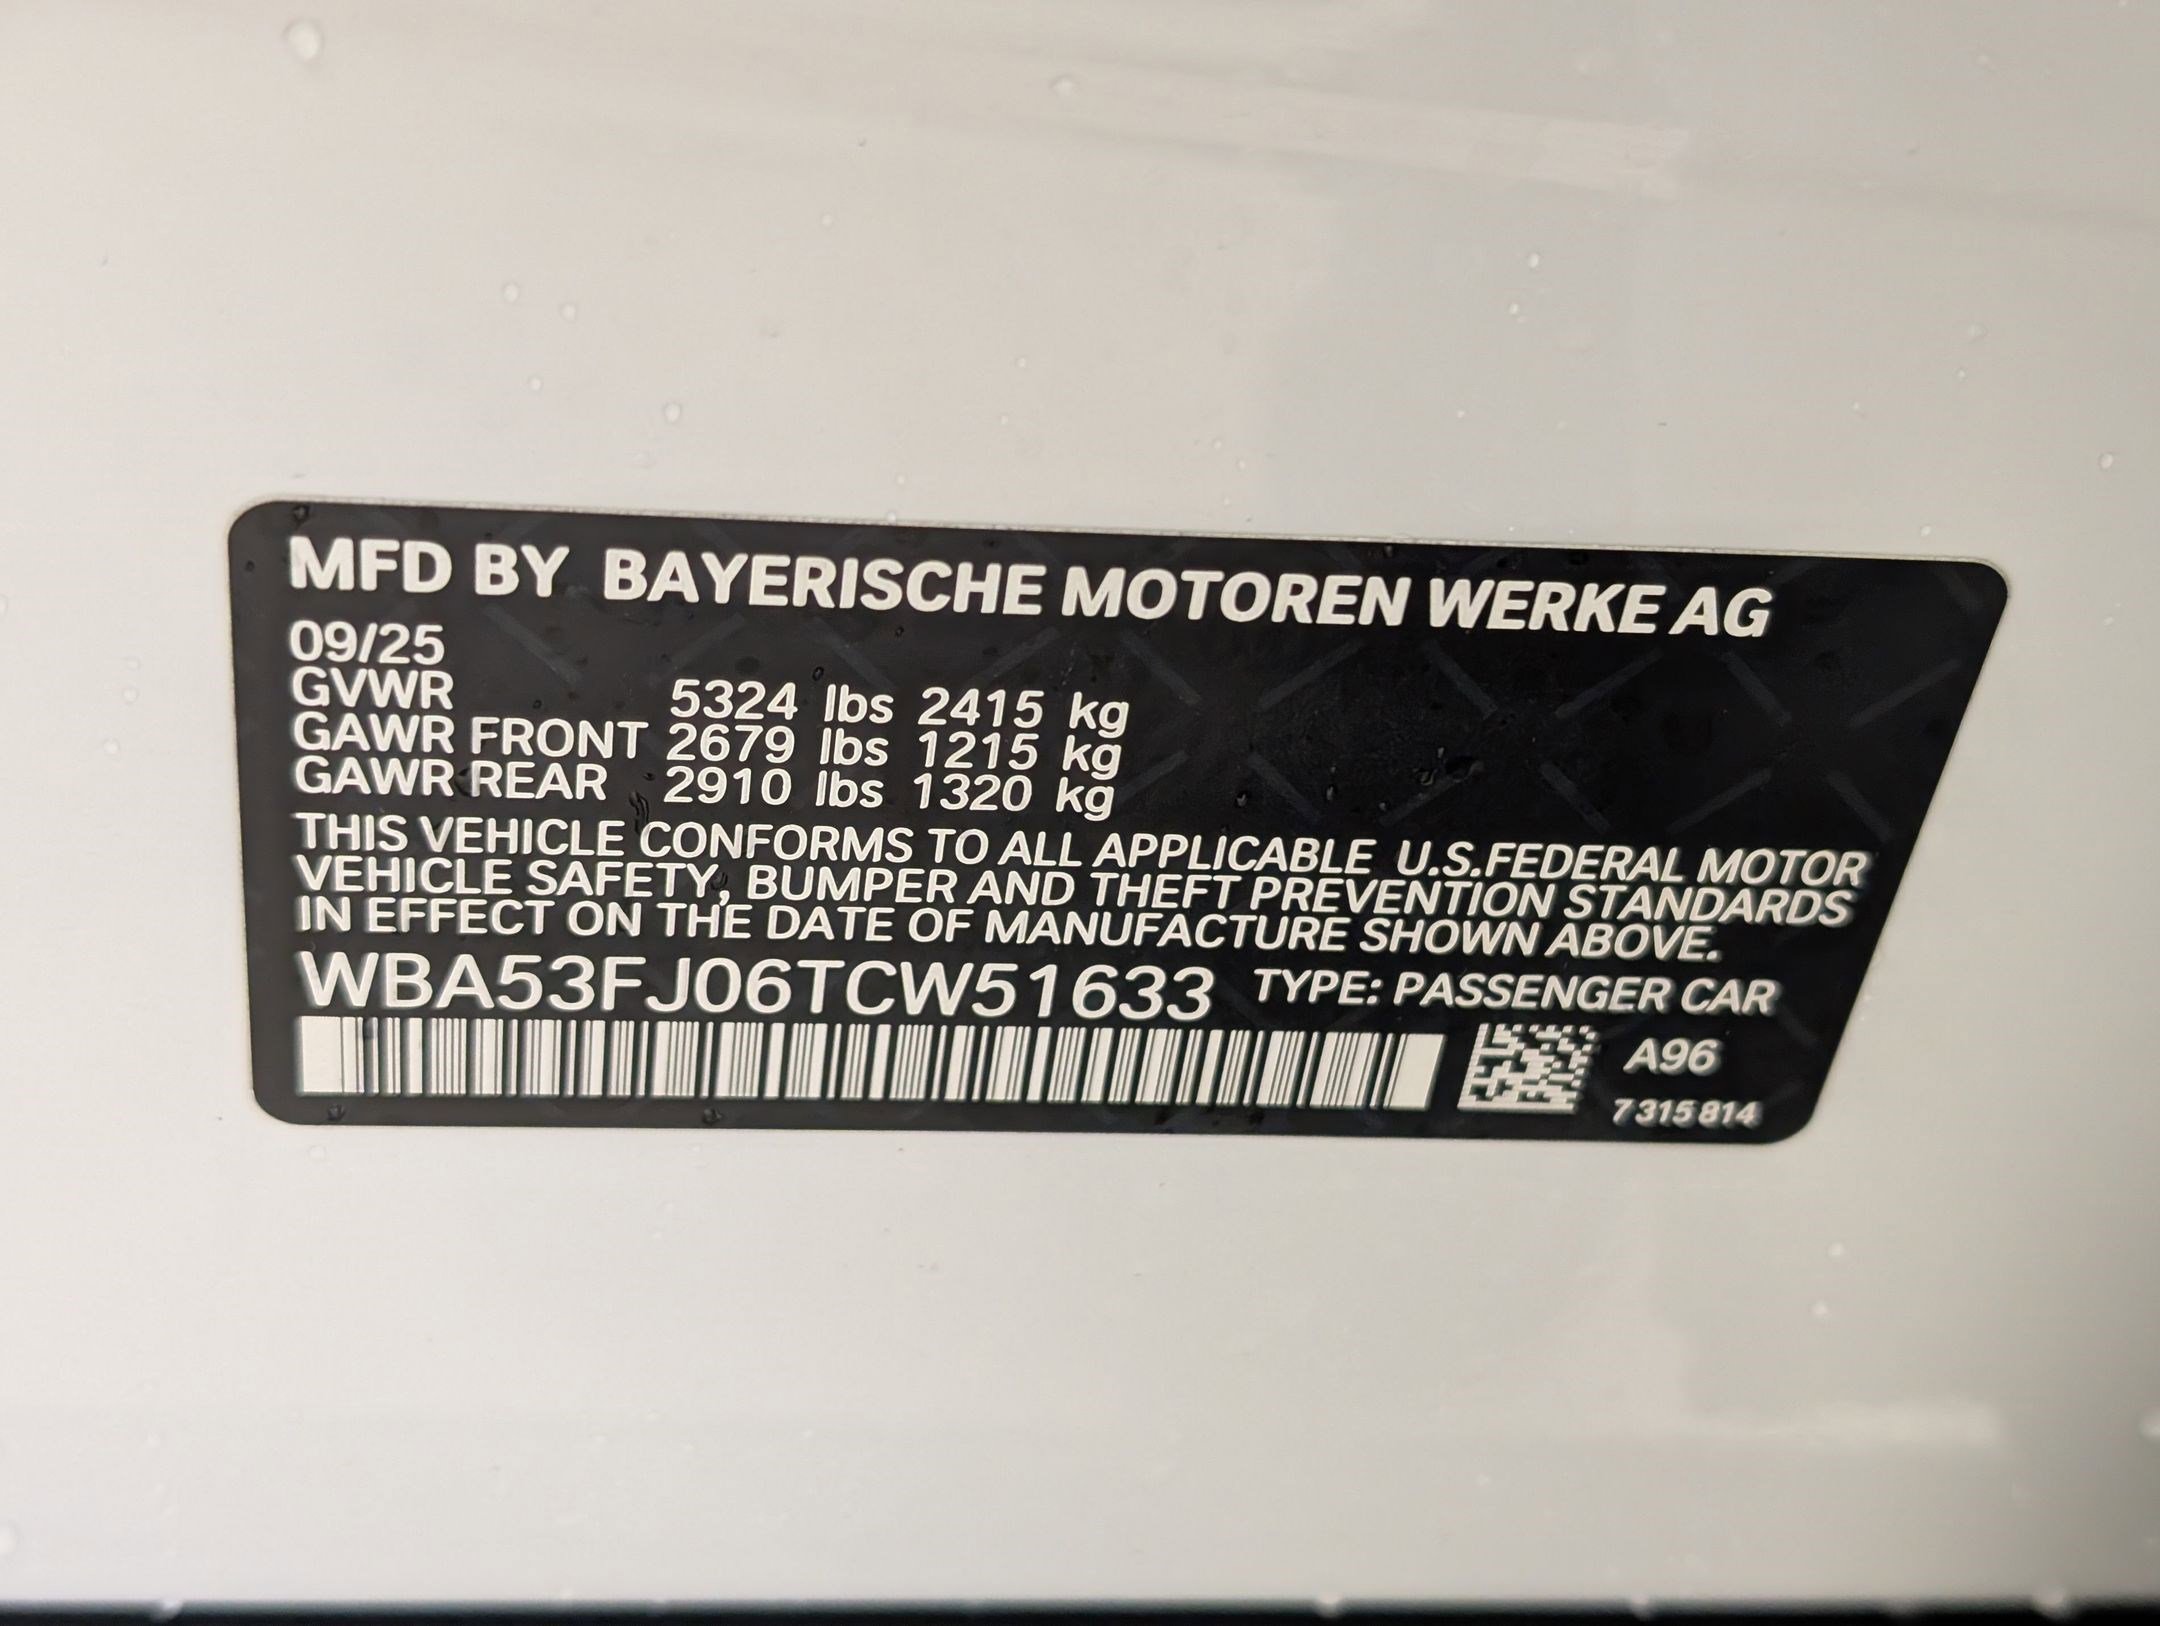 MFD BY BAYERISCHE MOTOREN WERKE AG
09/25
GVWR 5324 lbs 2415 kg
GAWR FRONT 2679 lbs 1215 kg
GAWR REAR 2910 lbs 1320 kg
THIS VEHICLE CONFORMS TO ALL APPLICABLE U.S.FEDERAL MOTOR
VEHICLE SAFETY, BUMPER AND THEFT PREVENTION STANDARDS
IN EFFECT ON THE DATE OF MANUFACTURE SHOWN ABOVE.
WBA53FJ06TCW51633 TYPE: PASSENGER CAR
A96
7 315 814